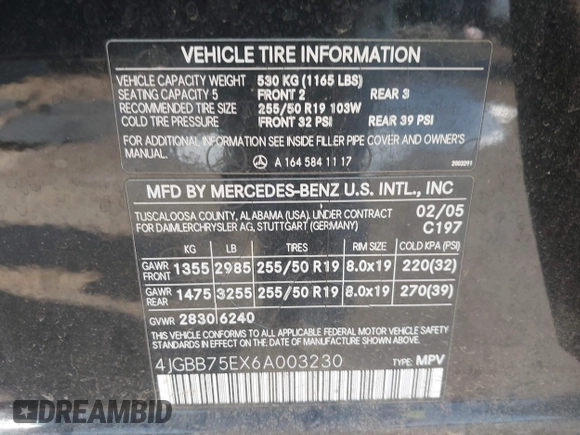 VEHICLE TIRE INFORMATION
VEHICLE CAPACITY WEIGHT 530 KG (1165 LBS)
SEATING CAPACITY 5 FRONT 2 REAR 3
RECOMMENDED TIRE SIZE 255/50 R19 103W
COLD TIRE PRESSURE FRONT 32 PSI REAR 39 PSI
FOR ADDITIONAL INFORMATION SEE INSIDE FILLER PIPE COVER AND OWNER'S
MANUAL.
A 164 584 11 17 2003291
MFD BY MERCEDES-BENZ U.S. INTL., INC
TUSCALOOSA COUNTY, ALABAMA (USA), UNDER CONTRACT 02/05
FOR DAIMLERCHRYSLER AG, STUTTGART (GERMANY) C197
KG LB TIRES RIM SIZE COLD KPA (PSI)
GAWR FRONT 1355 2985 255/50 R19 8.0x19 220(32)
GAWR REAR 1475 3255 255/50 R19 8.0x19 270(39)
GVWR 2830 6240
THIS VEHICLE CONFORMS TO ALL APPLICABLE FEDERAL MOTOR VEHICLE
SAFETY STANDARDS IN EFFECT ON THE DATE OF MANUFACTURE SHOWN
ABOVE.
4JGBB75EX6A003230 TYPE: MPV
DREAMBID